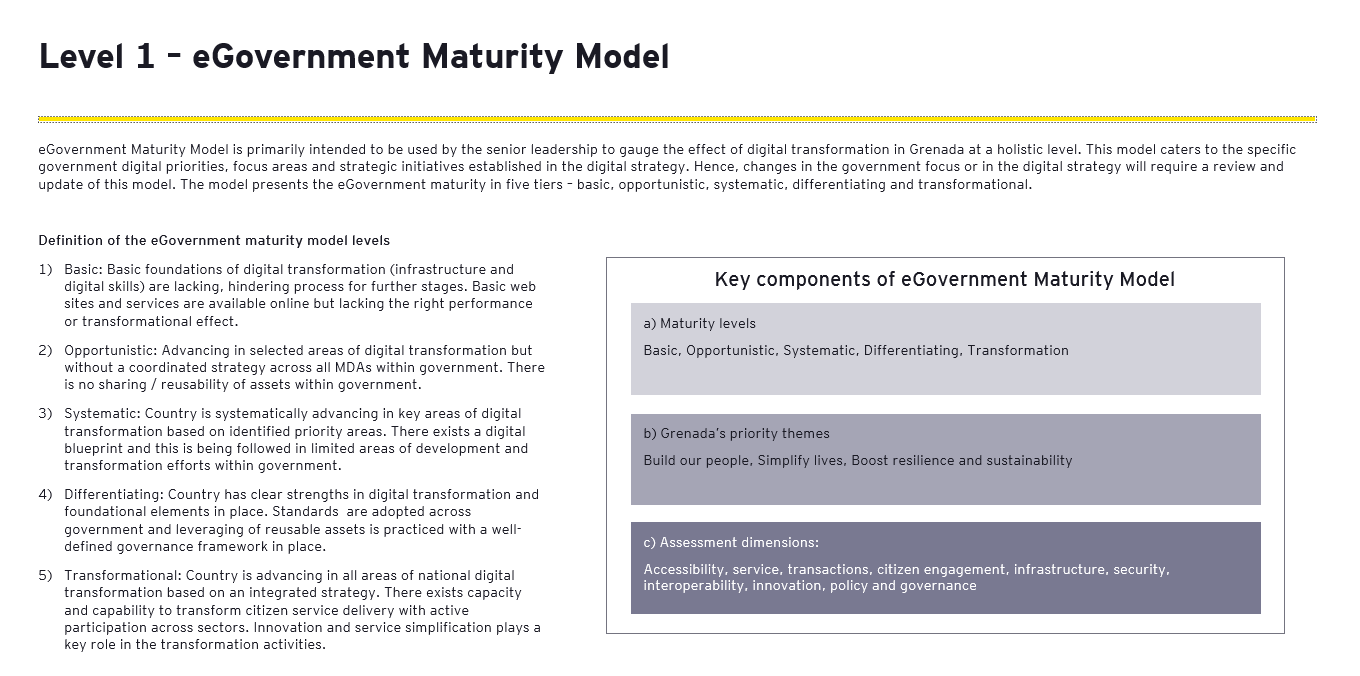 Level 1 – eGovernment Maturity Model
eGovernment Maturity Model is primarily intended to be used by the senior leadership to gauge the effect of digital transformation in Grenada at a holistic level. This model caters to the specific
government digital priorities, focus areas and strategic initiatives established in the digital strategy. Hence, changes in the government focus or in the digital strategy will require a review and
update of this model. The model presents the eGovernment maturity in five tiers – basic, opportunistic, systematic, differentiating and transformational.
Definition of the eGovernment maturity model levels
1) Basic: Basic foundations of digital transformation (infrastructure and
digital skills) are lacking, hindering process for further stages. Basic web
sites and services are available online but lacking the right performance
or transformational effect.
2) Opportunistic: Advancing in selected areas of digital transformation but
without a coordinated strategy across all MDAs within government. There
is no sharing / reusability of assets within government.
3) Systematic: Country is systematically advancing in key areas of digital
transformation based on identified priority areas. There exists a digital
blueprint and this is being followed in limited areas of development and
transformation efforts within government.
4) Differentiating: Country has clear strengths in digital transformation and
foundational elements in place. Standards are adopted across
government and leveraging of reusable assets is practiced with a well-
defined governance framework in place.
5) Transformational: Country is advancing in all areas of national digital
transformation based on an integrated strategy. There exists capacity
and capability to transform citizen service delivery with active
participation across sectors. Innovation and service simplification plays a
key role in the transformation activities.
Key components of eGovernment Maturity Model
a) Maturity levels
Basic, Opportunistic, Systematic, Differentiating, Transformation
b) Grenada's priority themes
Build our people, Simplify lives, Boost resilience and sustainability
c) Assessment dimensions:
Accessibility, service, transactions, citizen engagement, infrastructure, security,
interoperability, innovation, policy and governance